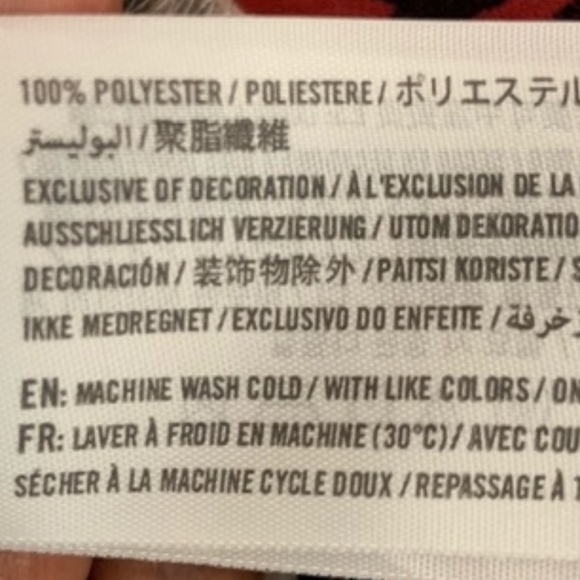 100% POLYESTER / POLIESTERE / ポリエステル
البوليستر / 聚脂纖維
EXCLUSIVE OF DECORATION / À L'EXCLUSION DE LA
AUSSCHLIESSLICH VERZIERUNG / UTOM DEKORATIO
DECORACIÓN / 装饰物除外 / PAITSI KORISTE /
IKKE MEDREGNET / EXCLUSIVO DO ENFEITE /
EN: MACHINE WASH COLD / WITH LIKE COLORS / ON
FR: LAVER À FROID EN MACHINE (30°C) / AVEC COU
SÉCHER À LA MACHINE CYCLE DOUX / REPASSAGE À